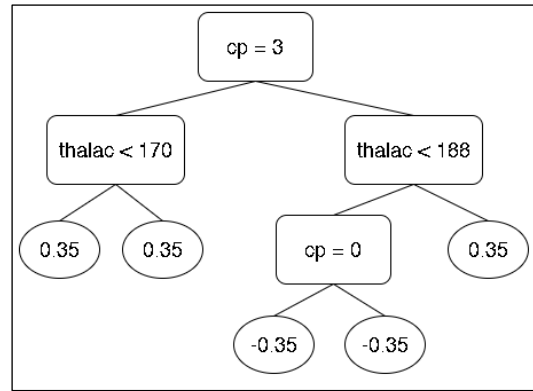 cp = 3
thalac < 170
thalac < 188
0.35
0.35
cp = 0
0.35
-0.35
-0.35